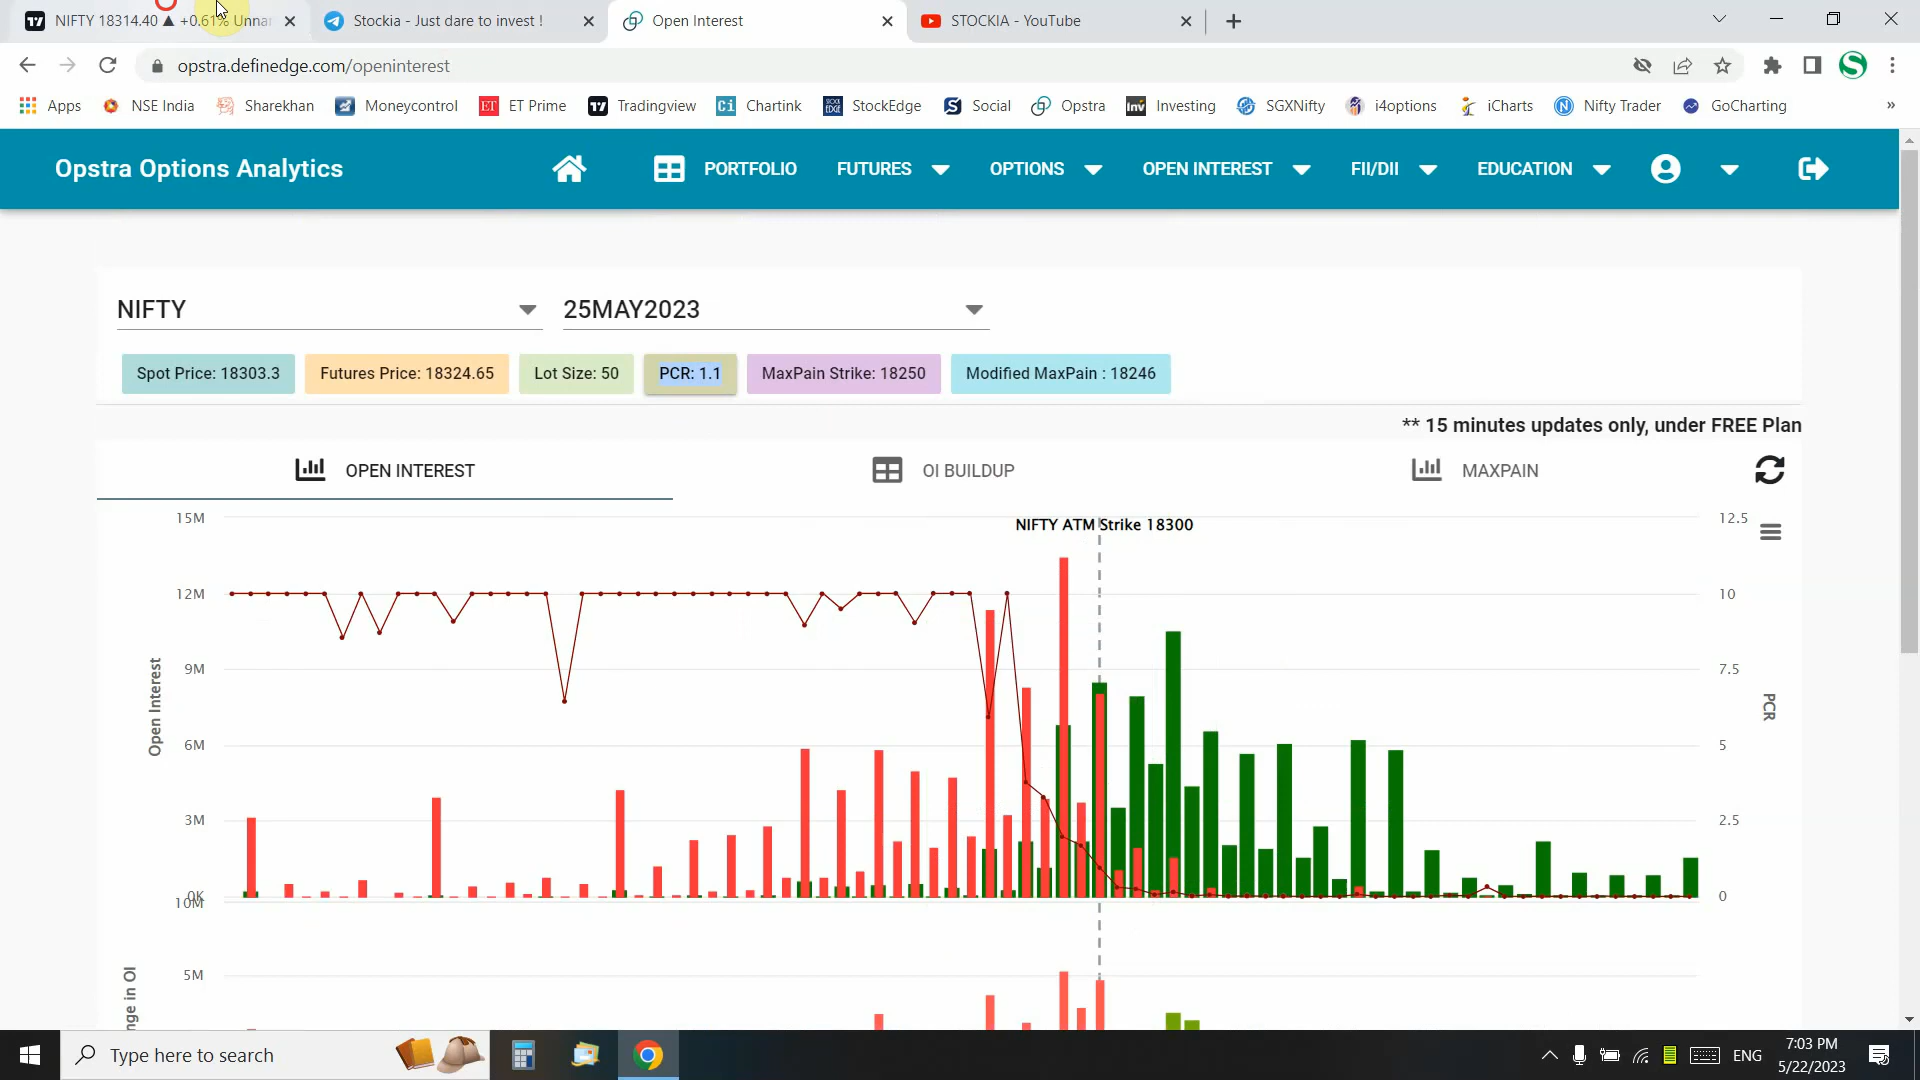 NIFTY 18314.40 ▲ +0.61% Unnar
Stockia - Just dare to invest !
Open Interest
STOCKIA - YouTube
opstra.definedge.com/openinterest
Apps NSE India Sharekhan Moneycontrol ET Prime Tradingview Chartink StockEdge Social Opstra Investing SGXNifty i4options iCharts Nifty Trader GoCharting »
Opstra Options Analytics
PORTFOLIO FUTURES OPTIONS OPEN INTEREST FII/DII EDUCATION
NIFTY 25MAY2023
Spot Price: 18303.3 Futures Price: 18324.65 Lot Size: 50 PCR: 1.1 MaxPain Strike: 18250 Modified MaxPain : 18246
** 15 minutes updates only, under FREE Plan
OPEN INTEREST OI BUILDUP MAXPAIN
NIFTY ATM Strike 18300
15M 12.5
12M 10
9M 7.5
Open Interest PCR
6M 5
3M 2.5
0K 0
10M
5M
nge in OI
Type here to search
ENG
7:03 PM
5/22/2023